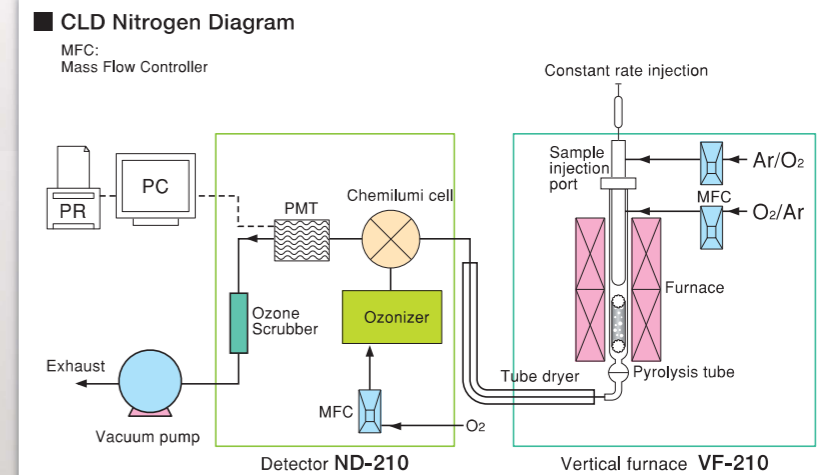 ■ CLD Nitrogen Diagram
MFC:
Mass Flow Controller
Constant rate injection
Sample
injection
port
Ar/O₂
MFC
O₂/Ar
PR
PC
PMT
Chemilumi cell
Furnace
Ozone
Scrubber
Ozonizer
Exhaust
Tube dryer
Pyrolysis tube
MFC
O₂
Vacuum pump
Detector ND-210
Vertical furnace VF-210